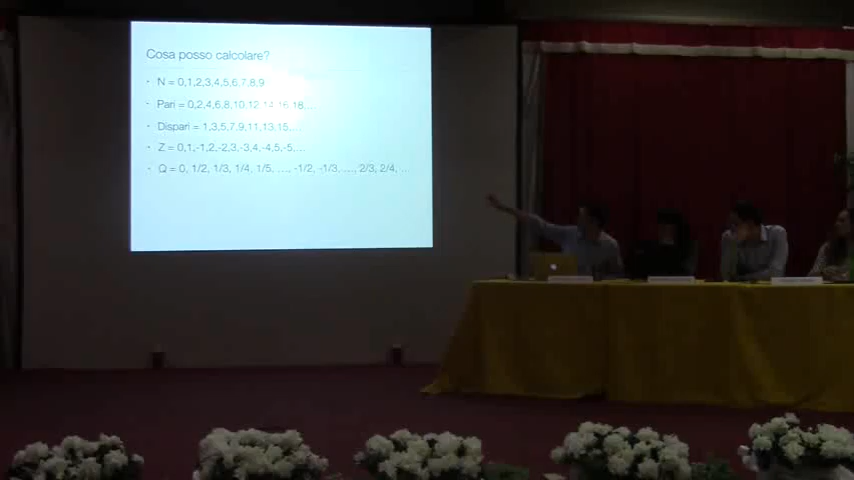 Cosa posso calcolare?
· N = 0,1,2,3,4,5,6,7,8,9
· Pari = 0,2,4,6,8,10,12,14,16,18,...
· Dispari = 1,3,5,7,9,11,13,15,...
· Z = 0,1,-1,2,-2,3,-3,4,-4,5,-5,...
· Q = 0, 1/2, 1/3, 1/4, 1/5, ...., -1/2, -1/3, ...., 2/3, 2/4, ...